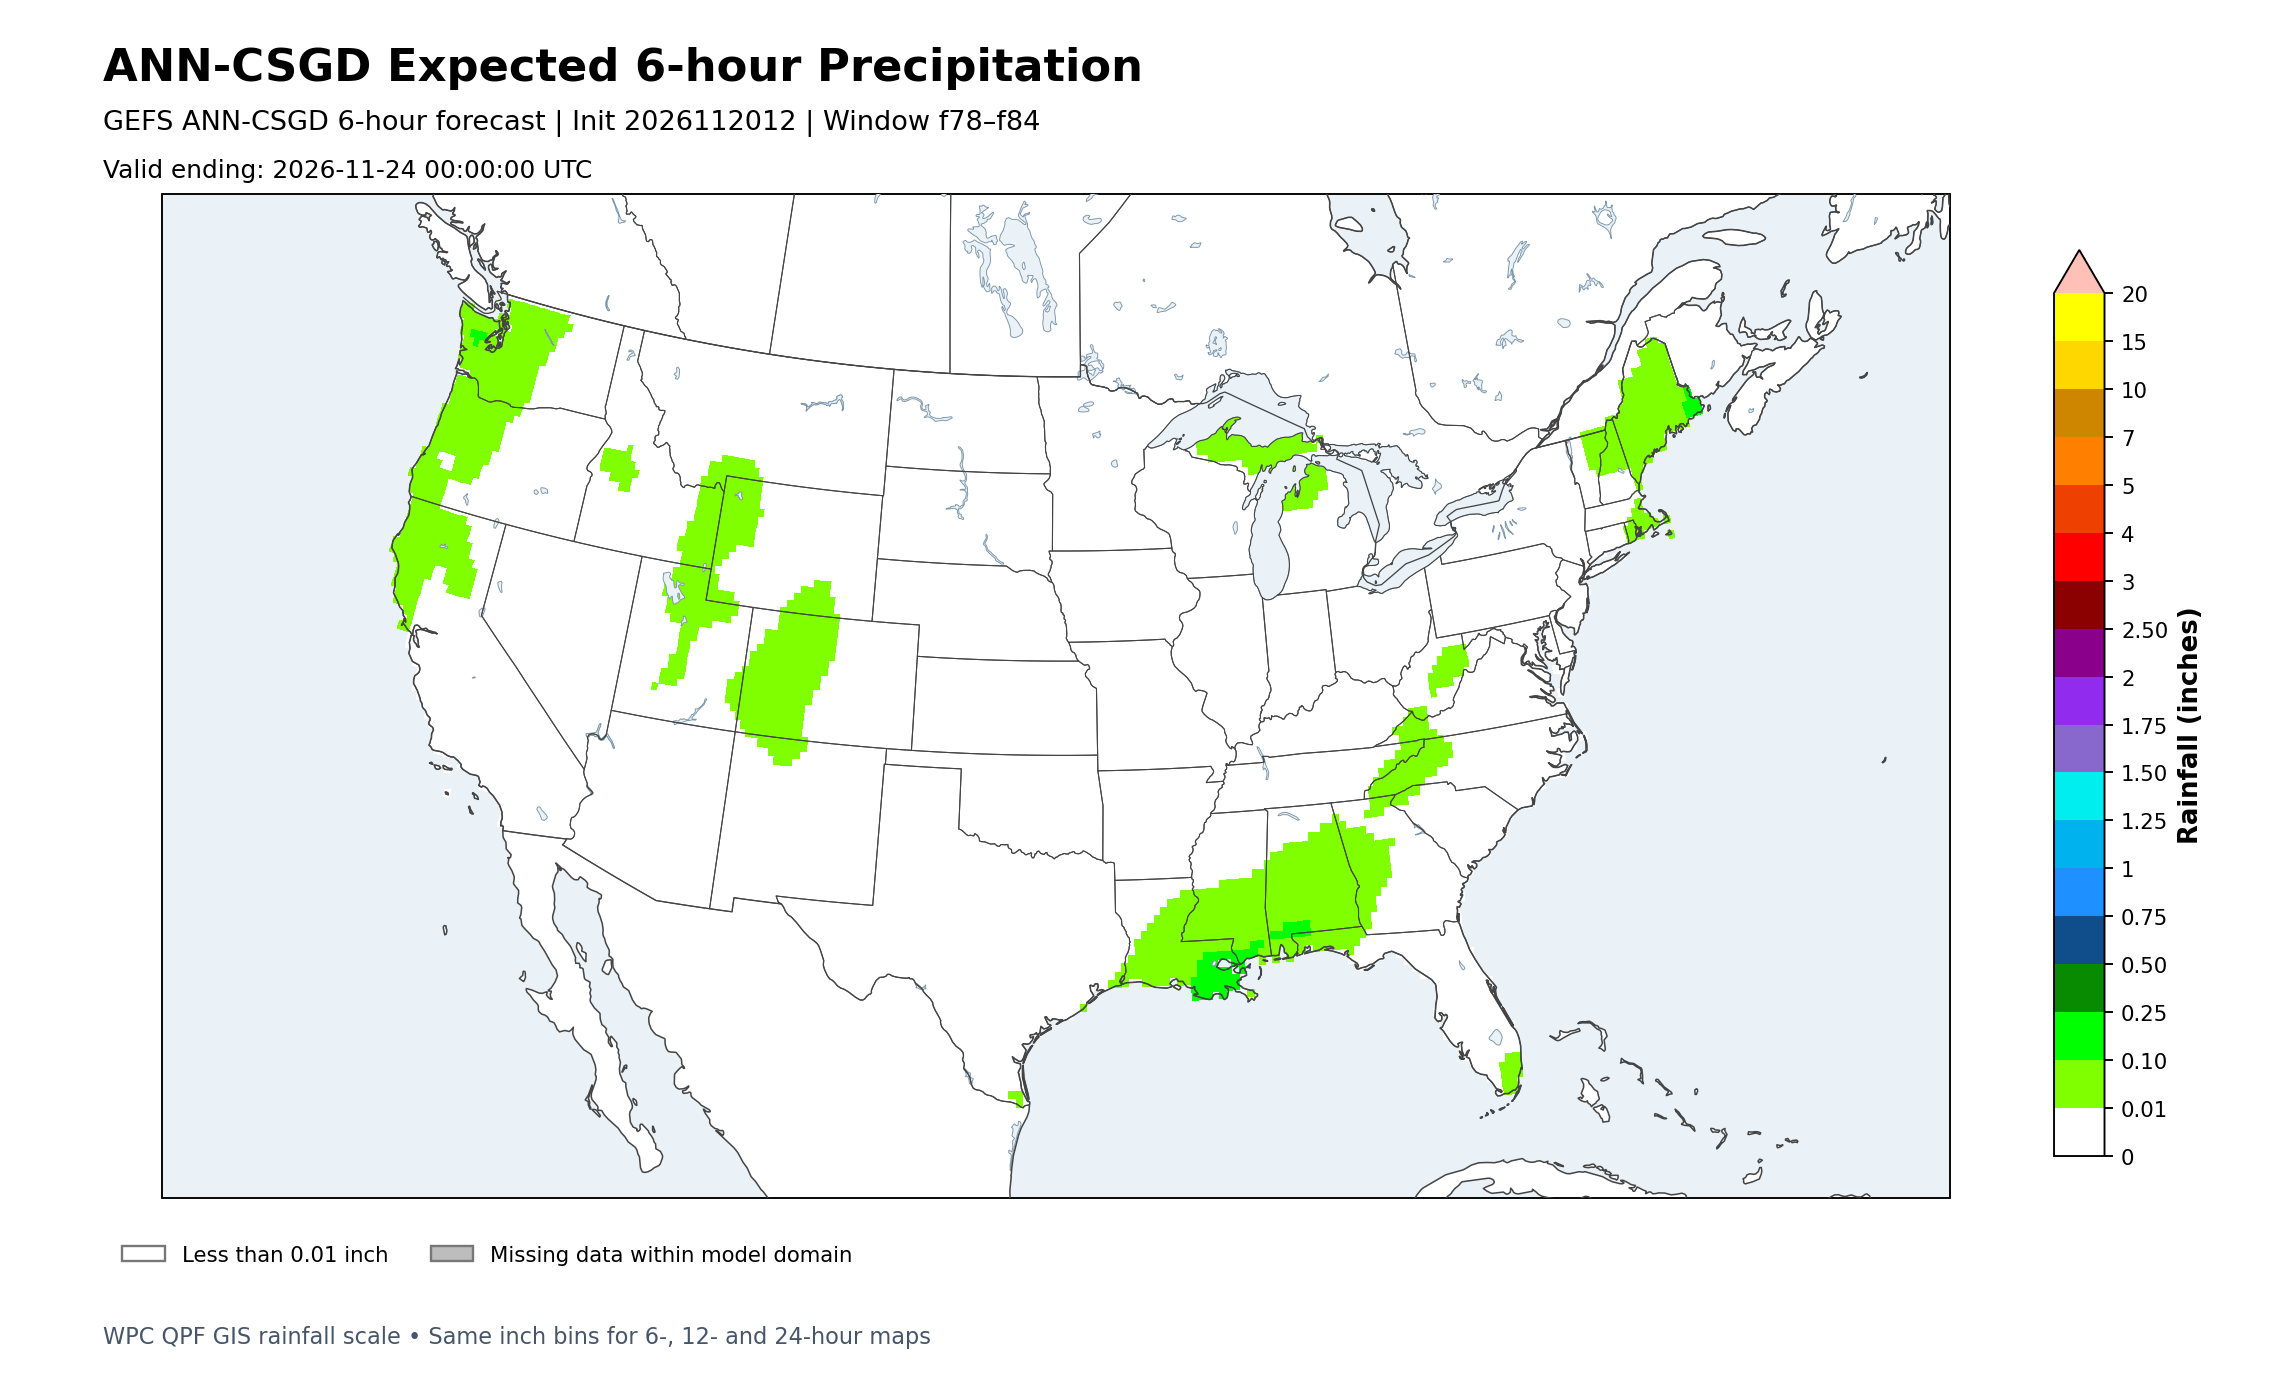 ANN-CSGD Expected 6-hour Precipitation
GEFS ANN-CSGD 6-hour forecast | Init 2026112012 | Window f78–f84
Valid ending: 2026-11-24 00:00:00 UTC
20
15
10
7
5
4
3
2.50
2
1.75
1.50
1.25
1
0.75
0.50
0.25
0.10
0.01
0
Rainfall (inches)
Less than 0.01 inch
Missing data within model domain
WPC QPF GIS rainfall scale • Same inch bins for 6-, 12- and 24-hour maps